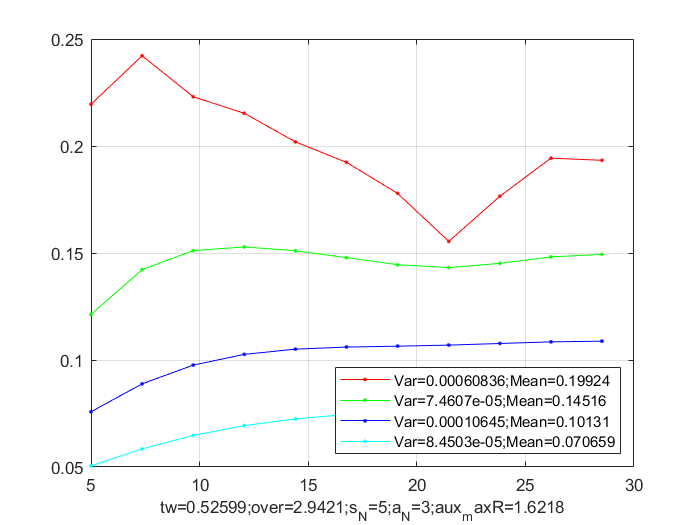 0.25
0.2
0.15
0.1
0.05
Var=0.00060836;Mean=0.19924
Var=7.4607e-05;Mean=0.14516
Var=0.00010645;Mean=0.10131
Var=8.4503e-05;Mean=0.070659
5 10 15 20 25 30
tw=0.52599;over=2.9421;s_N=5;a_N=3;aux_maxR=1.6218